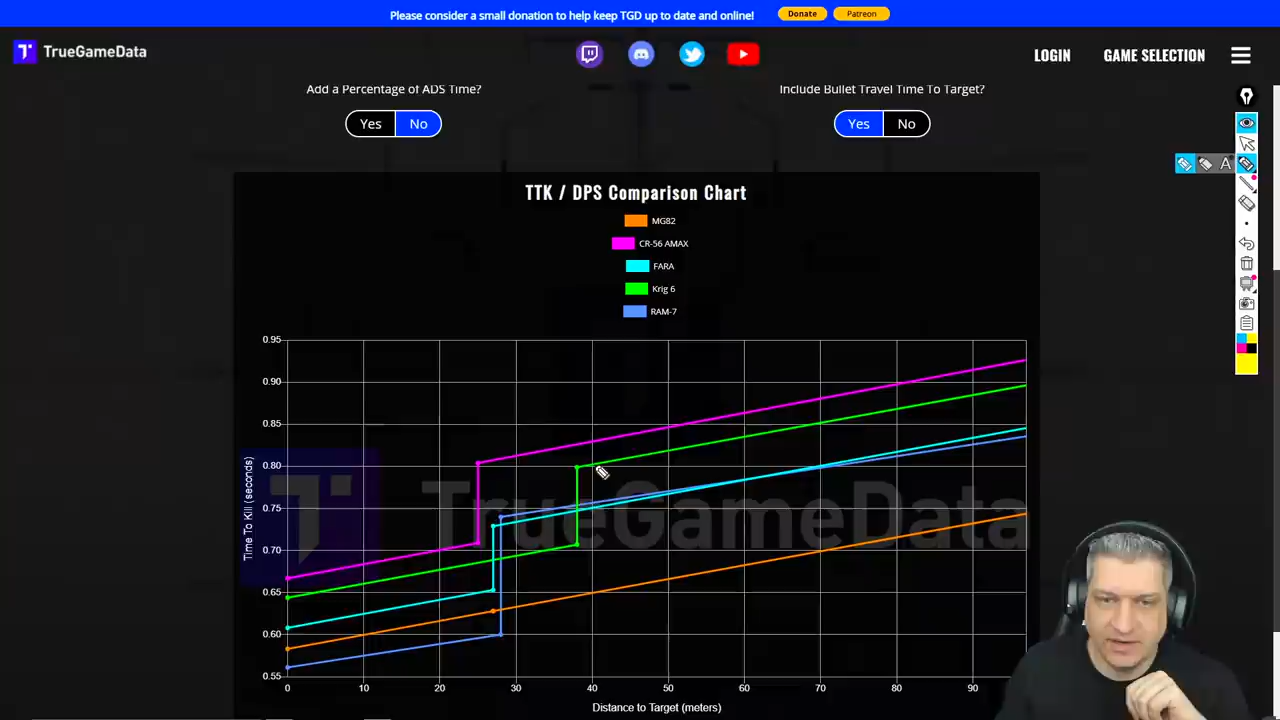 Please consider a small donation to help keep TGD up to date and online! Donate Patreon
TrueGameData
LOGIN GAME SELECTION
Add a Percentage of ADS Time? Include Bullet Travel Time To Target?
Yes No Yes No
TTK / DPS Comparison Chart
MG82
CR-56 AMAX
FARA
Krig 6
RAM-7
Time To Kill (seconds)
0.95
0.90
0.85
0.80
0.75
0.70
0.65
0.60
0.55
TrueGameData
0 10 20 30 40 50 60 70 80 90
Distance to Target (meters)
A